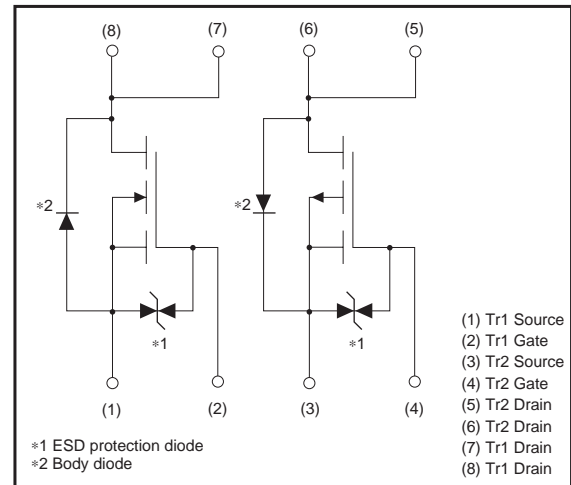 (8) (7) (6) (5)
∗2 ∗2
∗1 ∗1
(1) (2) (3) (4)
∗1 ESD protection diode
∗2 Body diode
(1) Tr1 Source
(2) Tr1 Gate
(3) Tr2 Source
(4) Tr2 Gate
(5) Tr2 Drain
(6) Tr2 Drain
(7) Tr1 Drain
(8) Tr1 Drain